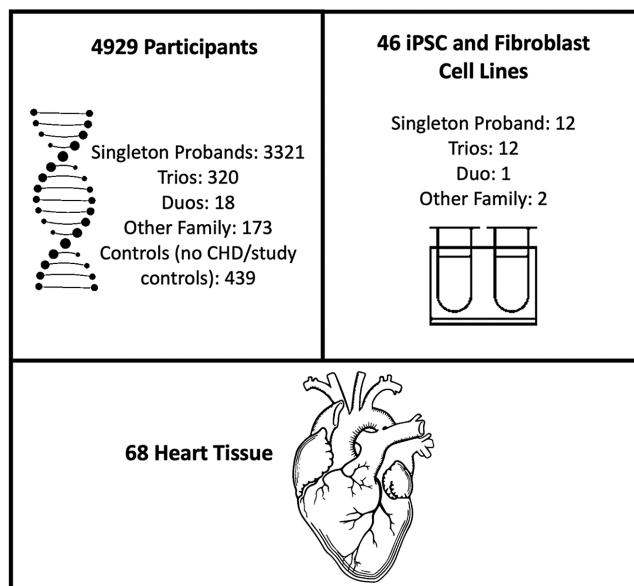 4929 Participants
Singleton Probands: 3321
Trios: 320
Duos: 18
Other Family: 173
Controls (no CHD/study
controls): 439
46 iPSC and Fibroblast
Cell Lines
Singleton Proband: 12
Trios: 12
Duo: 1
Other Family: 2
68 Heart Tissue